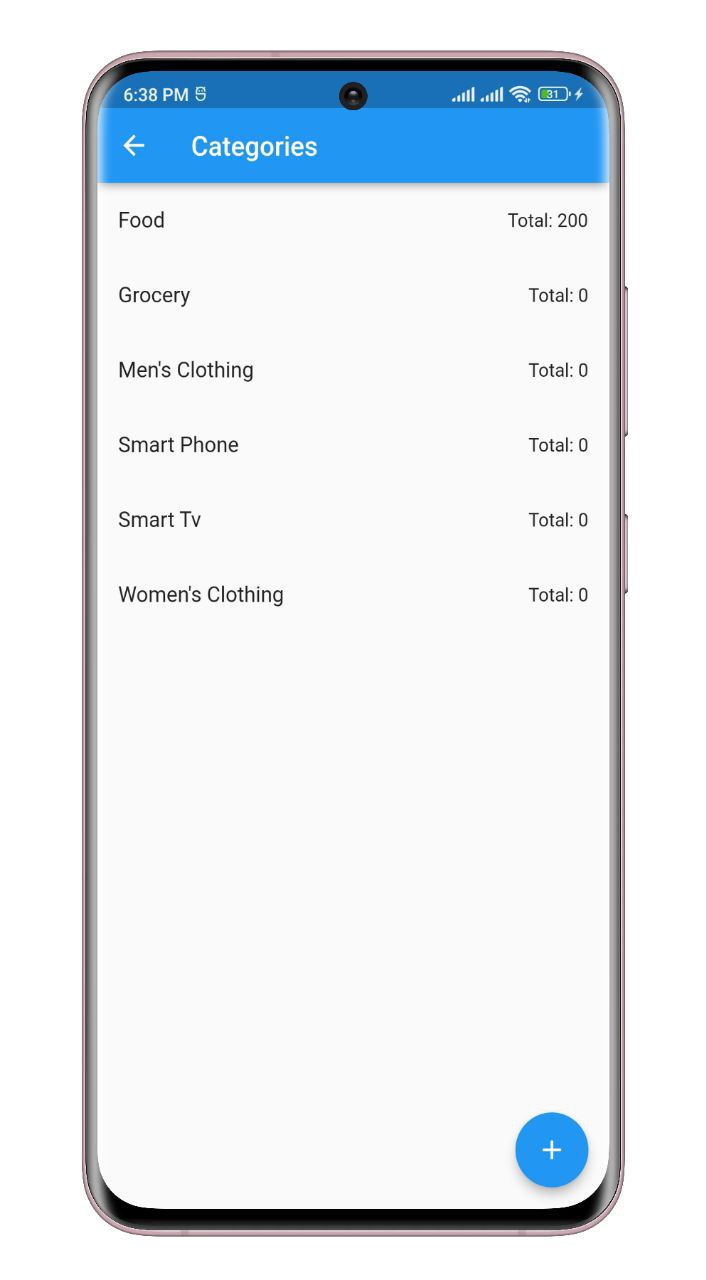 6:38 PM 31
Categories
Food Total: 200
Grocery Total: 0
Men's Clothing Total: 0
Smart Phone Total: 0
Smart Tv Total: 0
Women's Clothing Total: 0
+